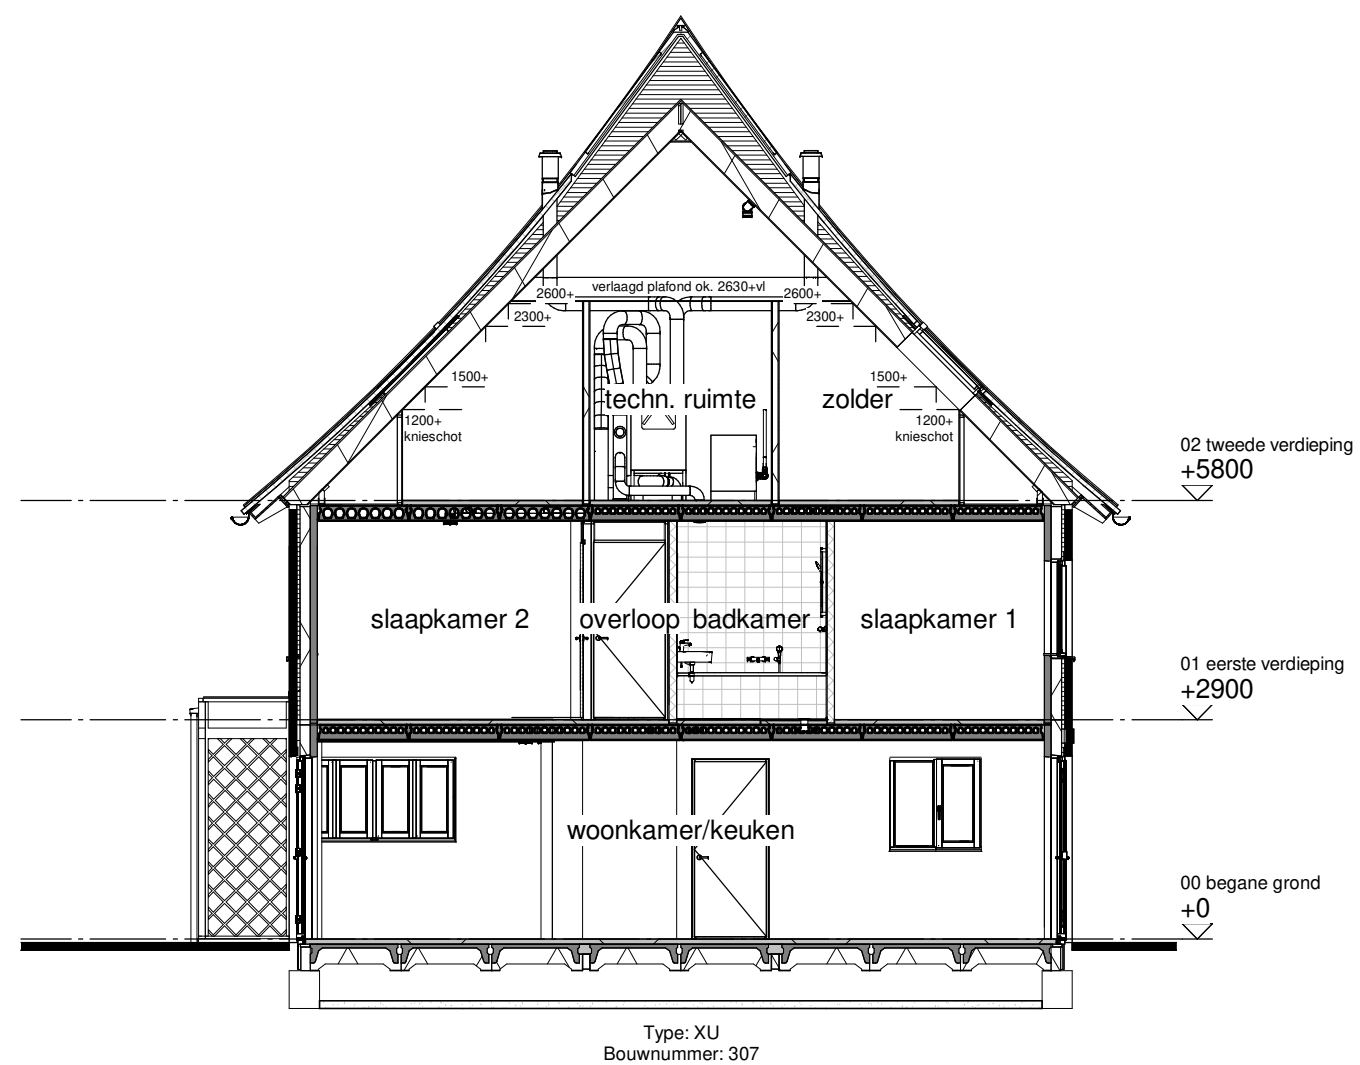 verlaagd plafond ok. 2630+vl
2600+ 2600+
2300+ 2300+
1500+ 1500+
techn. ruimte zolder
1200+ 1200+
knieschot knieschot
02 tweede verdieping
+5800
slaapkamer 2 overloop badkamer slaapkamer 1
01 eerste verdieping
+2900
woonkamer/keuken
00 begane grond
+0
Type: XU
Bouwnummer: 307